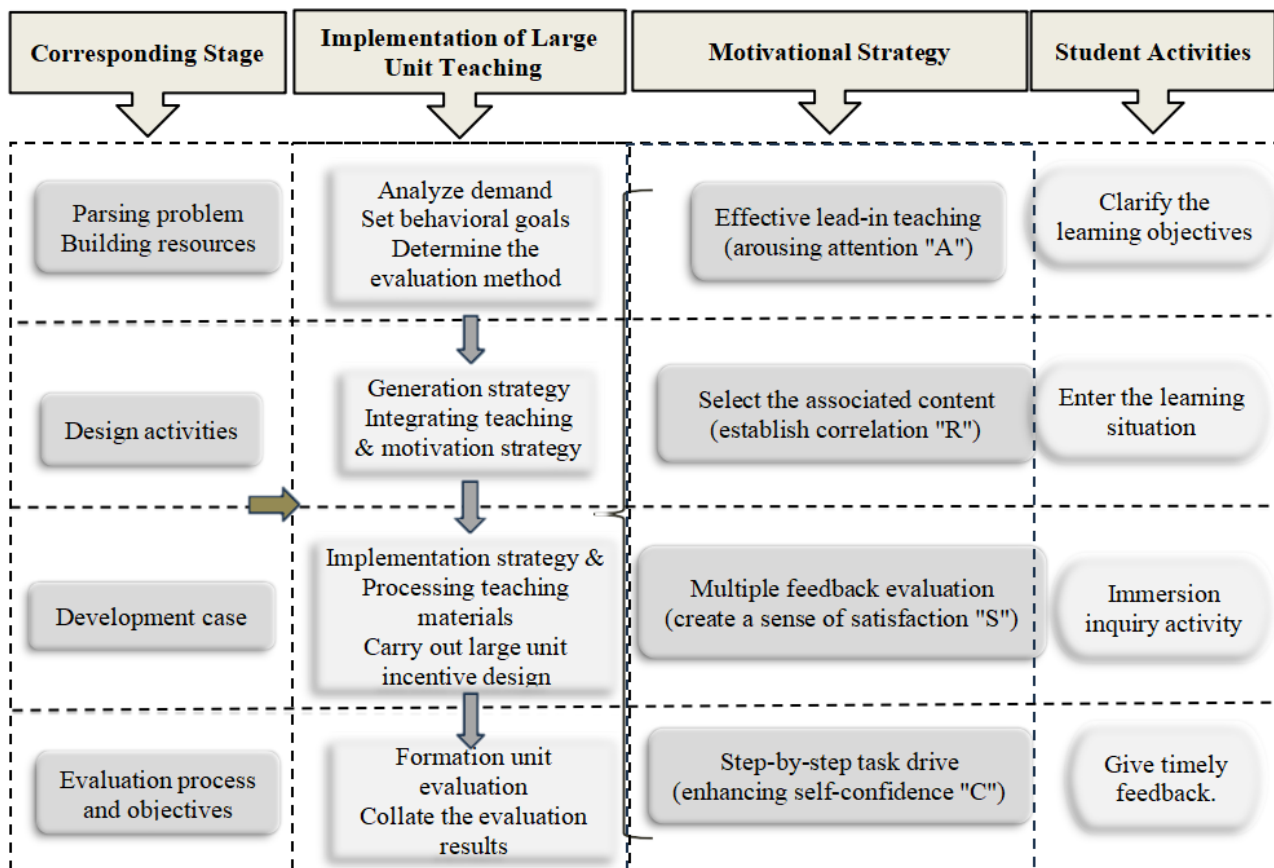 Corresponding Stage
Implementation of Large
Unit Teaching
Motivational Strategy
Student Activities
Parsing problem
Building resources
Analyze demand
Set behavioral goals
Determine the
evaluation method
Effective lead-in teaching
(arousing attention "A")
Clarify the
learning objectives
Design activities
Generation strategy
Integrating teaching
& motivation strategy
Select the associated content
(establish correlation "R")
Enter the learning
situation
Development case
Implementation strategy &
Processing teaching
materials
Carry out large unit
incentive design
Multiple feedback evaluation
(create a sense of satisfaction "S")
Immersion
inquiry activity
Evaluation process
and objectives
Formation unit
evaluation
Collate the evaluation
results
Step-by-step task drive
(enhancing self-confidence "C")
Give timely
feedback.